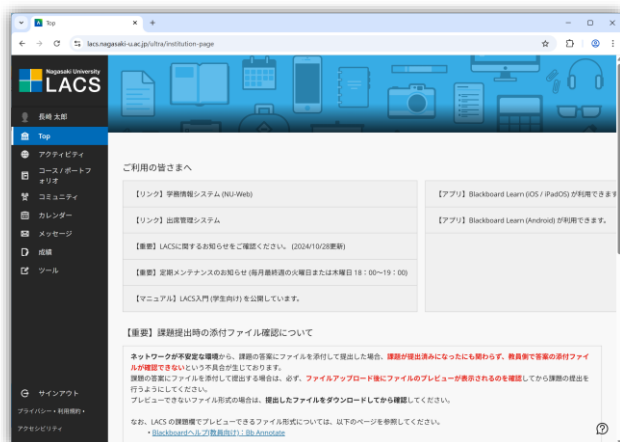 Top
lacs.nagasaki-u.ac.jp/ultra/institution-page
Nagasaki University
LACS
長崎 太郎
Top
アクティビティ
コース / ポートフ
ォリオ
コミュニティ
カレンダー
メッセージ
成績
ツール
サインアウト
プライバシー • 利用規約 •
アクセシビリティ
ご利用の皆さまへ
【リンク】学務情報システム (NU-Web)
【リンク】出席管理システム
【重要】LACSに関するお知らせをご確認ください。 (2024/10/28更新)
【重要】定期メンテナンスのお知らせ (毎月最終週の火曜日または木曜日 18:00～19:00)
【マニュアル】LACS入門 (学生向け) を公開しています。
【アプリ】Blackboard Learn (iOS / iPadOS) が利用できます
【アプリ】Blackboard Learn (Android) が利用できます。
【重要】課題提出時の添付ファイル確認について
ネットワークが不安定な環境から、課題の答案にファイルを添付して提出した場合、課題が提出済みになったにも関わらず、教員側で答案の添付ファイ
ルが確認できないという不具合が生じております。
課題の答案にファイルを添付して提出する場合は、必ず、ファイルアップロード後にファイルのプレビューが表示されるのを確認してから課題の提出を
行うようにしてください。
プレビューできないファイル形式の場合は、提出したファイルをダウンロードしてから確認してください。
なお、LACS の課題欄でプレビューできるファイル形式については、以下のページを参照してください。
• Blackboardヘルプ(教員向け)：Bb Annotate